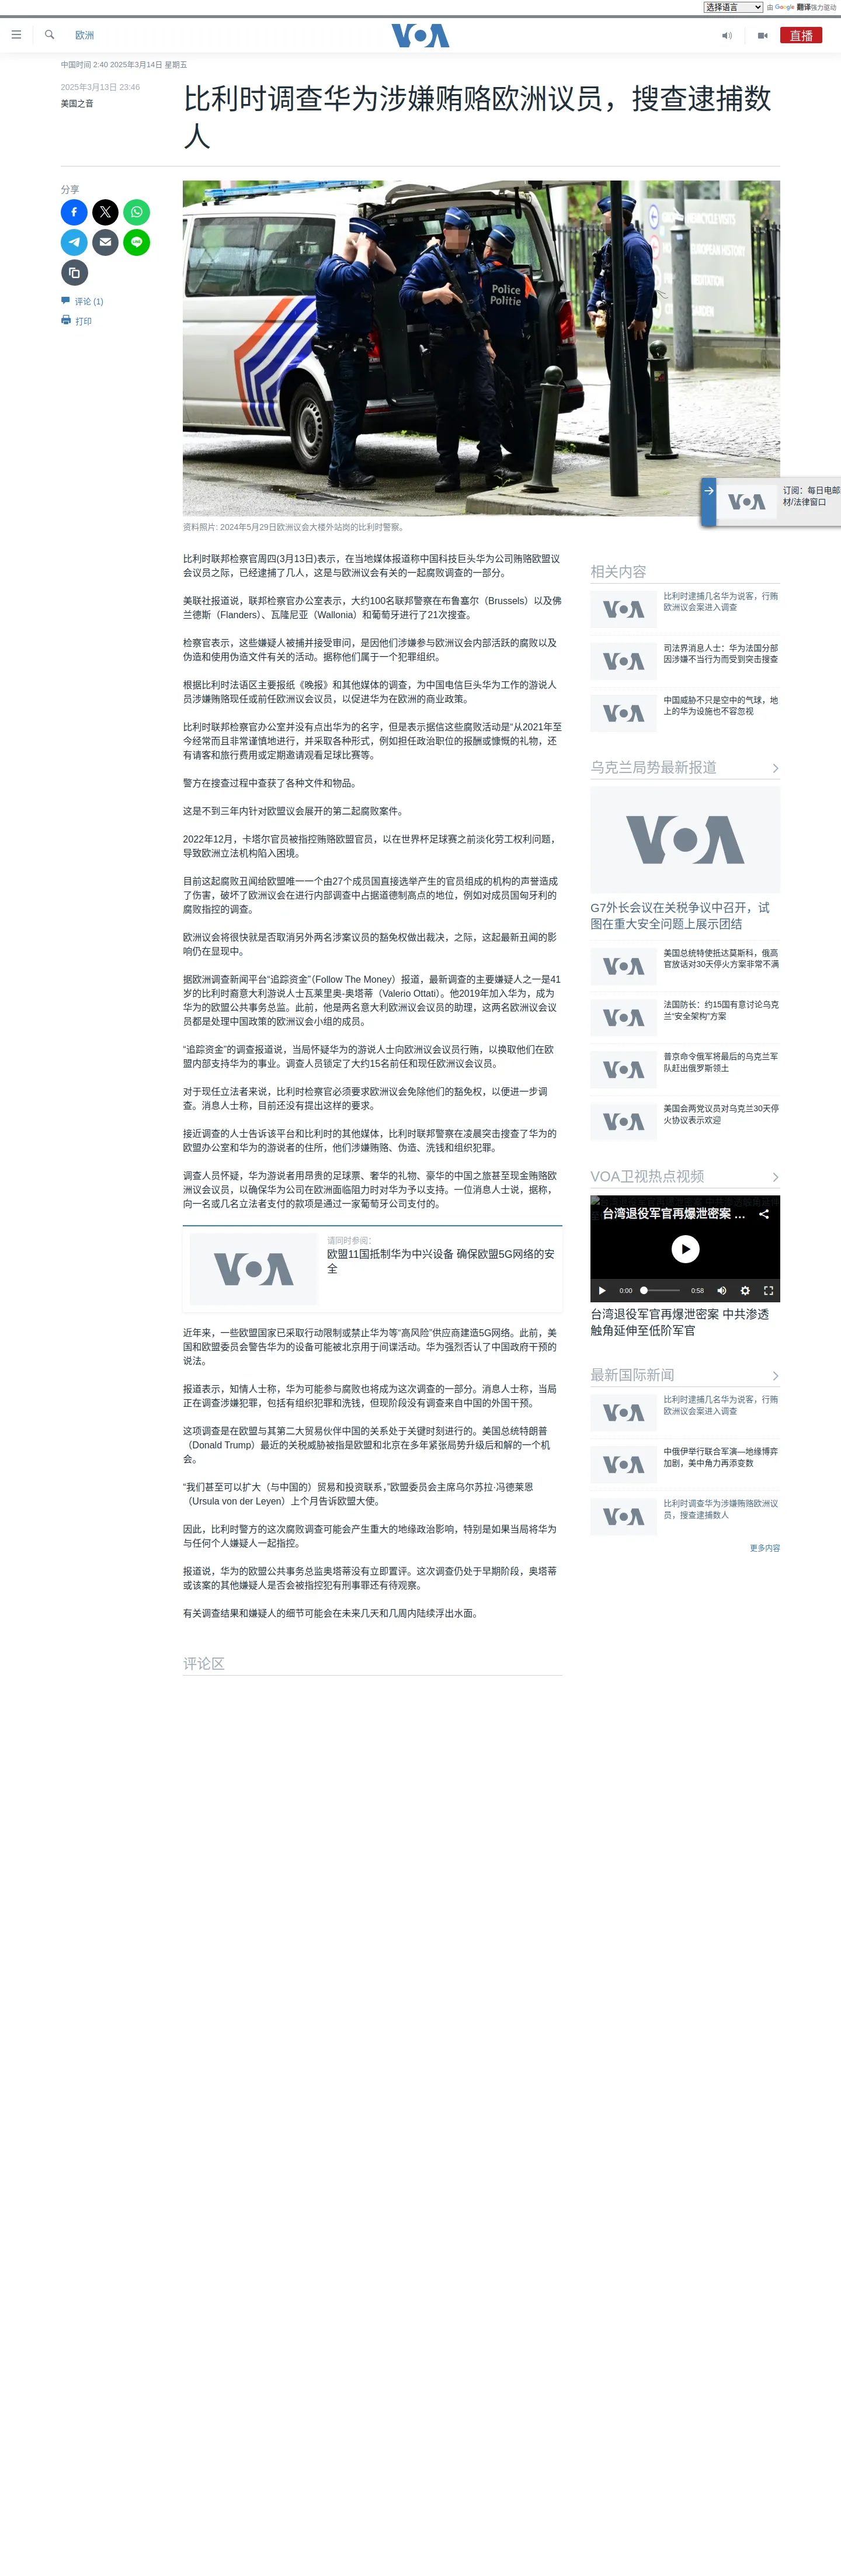 选择语言
由 Google 翻译强力驱动
欧洲
VOA
直播
中国时间 2:40 2025年3月14日 星期五
2025年3月13日 23:46
美国之音
比利时调查华为涉嫌贿赂欧洲议员，搜查逮捕数
人
分享
评论 (1)
打印
Police
Politie
资料照片: 2024年5月29日欧洲议会大楼外站岗的比利时警察。
订阅：每日电邮
材/法律窗口
比利时联邦检察官周四(3月13日)表示，在当地媒体报道称中国科技巨头华为公司贿赂欧盟议
会议员之际，已经逮捕了几人，这是与欧洲议会有关的一起腐败调查的一部分。
美联社报道说，联邦检察官办公室表示，大约100名联邦警察在布鲁塞尔（Brussels）以及佛
兰德斯（Flanders）、瓦隆尼亚（Wallonia）和葡萄牙进行了21次搜查。
检察官表示，这些嫌疑人被捕并接受审问，是因他们涉嫌参与欧洲议会内部活跃的腐败以及
伪造和使用伪造文件有关的活动。据称他们属于一个犯罪组织。
根据比利时法语区主要报纸《晚报》和其他媒体的调查，为中国电信巨头华为工作的游说人
员涉嫌贿赂现任或前任欧洲议会议员，以促进华为在欧洲的商业政策。
比利时联邦检察官办公室并没有点出华为的名字，但是表示据信这些腐败活动是“从2021年至
今经常而且非常谨慎地进行，并采取各种形式，例如担任政治职位的报酬或慷慨的礼物，还
有请客和旅行费用或定期邀请观看足球比赛等。
警方在搜查过程中查获了各种文件和物品。
这是不到三年内针对欧盟议会展开的第二起腐败案件。
2022年12月，卡塔尔官员被指控贿赂欧盟官员，以在世界杯足球赛之前淡化劳工权利问题，
导致欧洲立法机构陷入困境。
目前这起腐败丑闻给欧盟唯一一个由27个成员国直接选举产生的官员组成的机构的声誉造成
了伤害，破坏了欧洲议会在进行内部调查中占据道德制高点的地位，例如对成员国匈牙利的
腐败指控的调查。
欧洲议会将很快就是否取消另外两名涉案议员的豁免权做出裁决，之际，这起最新丑闻的影
响仍在显现中。
据欧洲调查新闻平台“追踪资金”（Follow The Money）报道，最新调查的主要嫌疑人之一是41
岁的比利时裔意大利游说人士瓦莱里奥-奥塔蒂（Valerio Ottati）。他2019年加入华为，成为
华为的欧盟公共事务总监。此前，他是两名意大利欧洲议会议员的助理，这两名欧洲议会议
员都是处理中国政策的欧洲议会小组的成员。
“追踪资金”的调查报道说，当局怀疑华为的游说人士向欧洲议会议员行贿，以换取他们在欧
盟内部支持华为的事业。调查人员锁定了大约15名前任和现任欧洲议会议员。
对于现任立法者来说，比利时检察官必须要求欧洲议会免除他们的豁免权，以便进一步调
查。消息人士称，目前还没有提出这样的要求。
接近调查的人士告诉该平台和比利时的其他媒体，比利时联邦警察在凌晨突击搜查了华为的
欧盟办公室和华为的游说者的住所，他们涉嫌贿赂、伪造、洗钱和组织犯罪。
调查人员怀疑，华为游说者用昂贵的足球票、奢华的礼物、豪华的中国之旅甚至现金贿赂欧
洲议会议员，以确保华为公司在欧洲面临阻力时对华为予以支持。一位消息人士说，据称，
向一名或几名立法者支付的款项是通过一家葡萄牙公司支付的。
请同时参阅:
欧盟11国抵制华为中兴设备 确保欧盟5G网络的安
全
近年来，一些欧盟国家已采取行动限制或禁止华为等“高风险”供应商建造5G网络。此前，美
国和欧盟委员会警告华为的设备可能被北京用于间谍活动。华为强烈否认了中国政府干预的
说法。
报道表示，知情人士称，华为可能参与腐败也将成为这次调查的一部分。消息人士称，当局
正在调查涉嫌犯罪，包括有组织犯罪和洗钱，但现阶段没有调查来自中国的外国干预。
这项调查是在欧盟与其第二大贸易伙伴中国的关系处于关键时刻进行的。美国总统特朗普
（Donald Trump）最近的关税威胁被指是欧盟和北京在多年紧张局势升级后和解的一个机
会。
“我们甚至可以扩大（与中国的）贸易和投资联系，”欧盟委员会主席乌尔苏拉·冯德莱恩
（Ursula von der Leyen）上个月告诉欧盟大使。
因此，比利时警方的这次腐败调查可能会产生重大的地缘政治影响，特别是如果当局将华为
与任何个人嫌疑人一起指控。
报道说，华为的欧盟公共事务总监奥塔蒂没有立即置评。这次调查仍处于早期阶段，奥塔蒂
或该案的其他嫌疑人是否会被指控犯有刑事罪还有待观察。
有关调查结果和嫌疑人的细节可能会在未来几天和几周内陆续浮出水面。
评论区
相关内容
比利时逮捕几名华为说客，行贿
欧洲议会案进入调查
司法界消息人士：华为法国分部
因涉嫌不当行为而受到突击搜查
中国威胁不只是空中的气球，地
上的华为设施也不容忽视
乌克兰局势最新报道
G7外长会议在关税争议中召开，试
图在重大安全问题上展示团结
美国总统特使抵达莫斯科，俄高
官放话对30天停火方案非常不满
法国防长：约15国有意讨论乌克
兰“安全架构”方案
普京命令俄军将最后的乌克兰军
队赶出俄罗斯领土
美国会两党议员对乌克兰30天停
火协议表示欢迎
VOA卫视热点视频
台湾退役军官再爆泄密案 ...
0:00
0:58
台湾退役军官再爆泄密案 中共渗透
触角延伸至低阶军官
最新国际新闻
比利时逮捕几名华为说客，行贿
欧洲议会案进入调查
中俄伊举行联合军演—地缘博弈
加剧，美中角力再添变数
比利时调查华为涉嫌贿赂欧洲议
员，搜查逮捕数人
更多内容